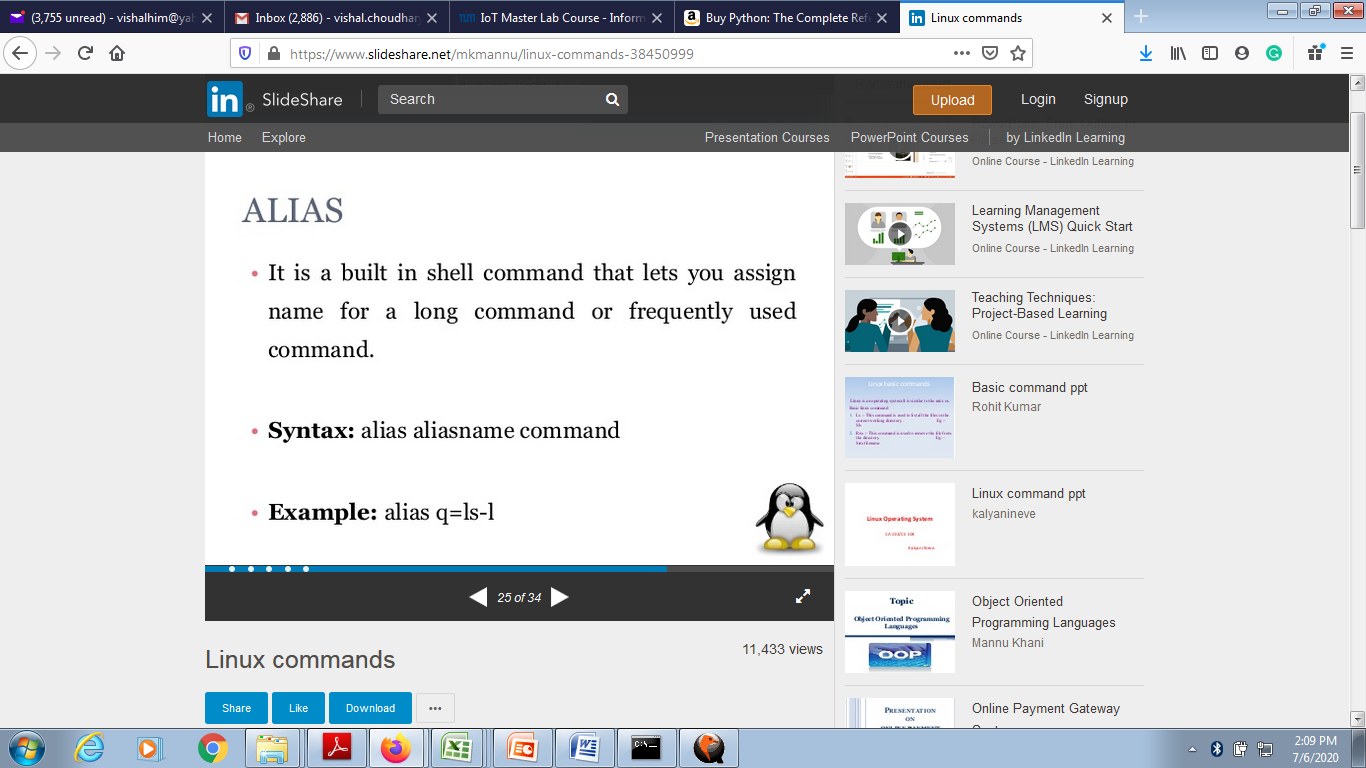 (3,755 unread) - vishalhim@ya
Inbox (2,886) - vishal.choudhar
IoT Master Lab Course - Inform
Buy Python: The Complete Ref
Linux commands
https://www.slideshare.net/mkmannu/linux-commands-38450999
in SlideShare
Search
Upload
Login
Signup
Home
Explore
Presentation Courses
PowerPoint Courses
by LinkedIn Learning
ALIAS
• It is a built in shell command that lets you assign
name for a long command or frequently used
command.
• Syntax: alias aliasname command
• Example: alias q=ls-l
25 of 34
Linux commands
11,433 views
Share
Like
Download
Online Course - LinkedIn Learning
Learning Management
Systems (LMS) Quick Start
Online Course - LinkedIn Learning
Teaching Techniques:
Project-Based Learning
Online Course - LinkedIn Learning
Basic command ppt
Rohit Kumar
Linux command ppt
kalyanineve
Linux Operating System
Topic
Object Oriented Programming
Languages
OOP
Object Oriented
Programming Languages
Mannu Khani
PRESENTATION
ON
Online Payment Gateway
2:09 PM
7/6/2020